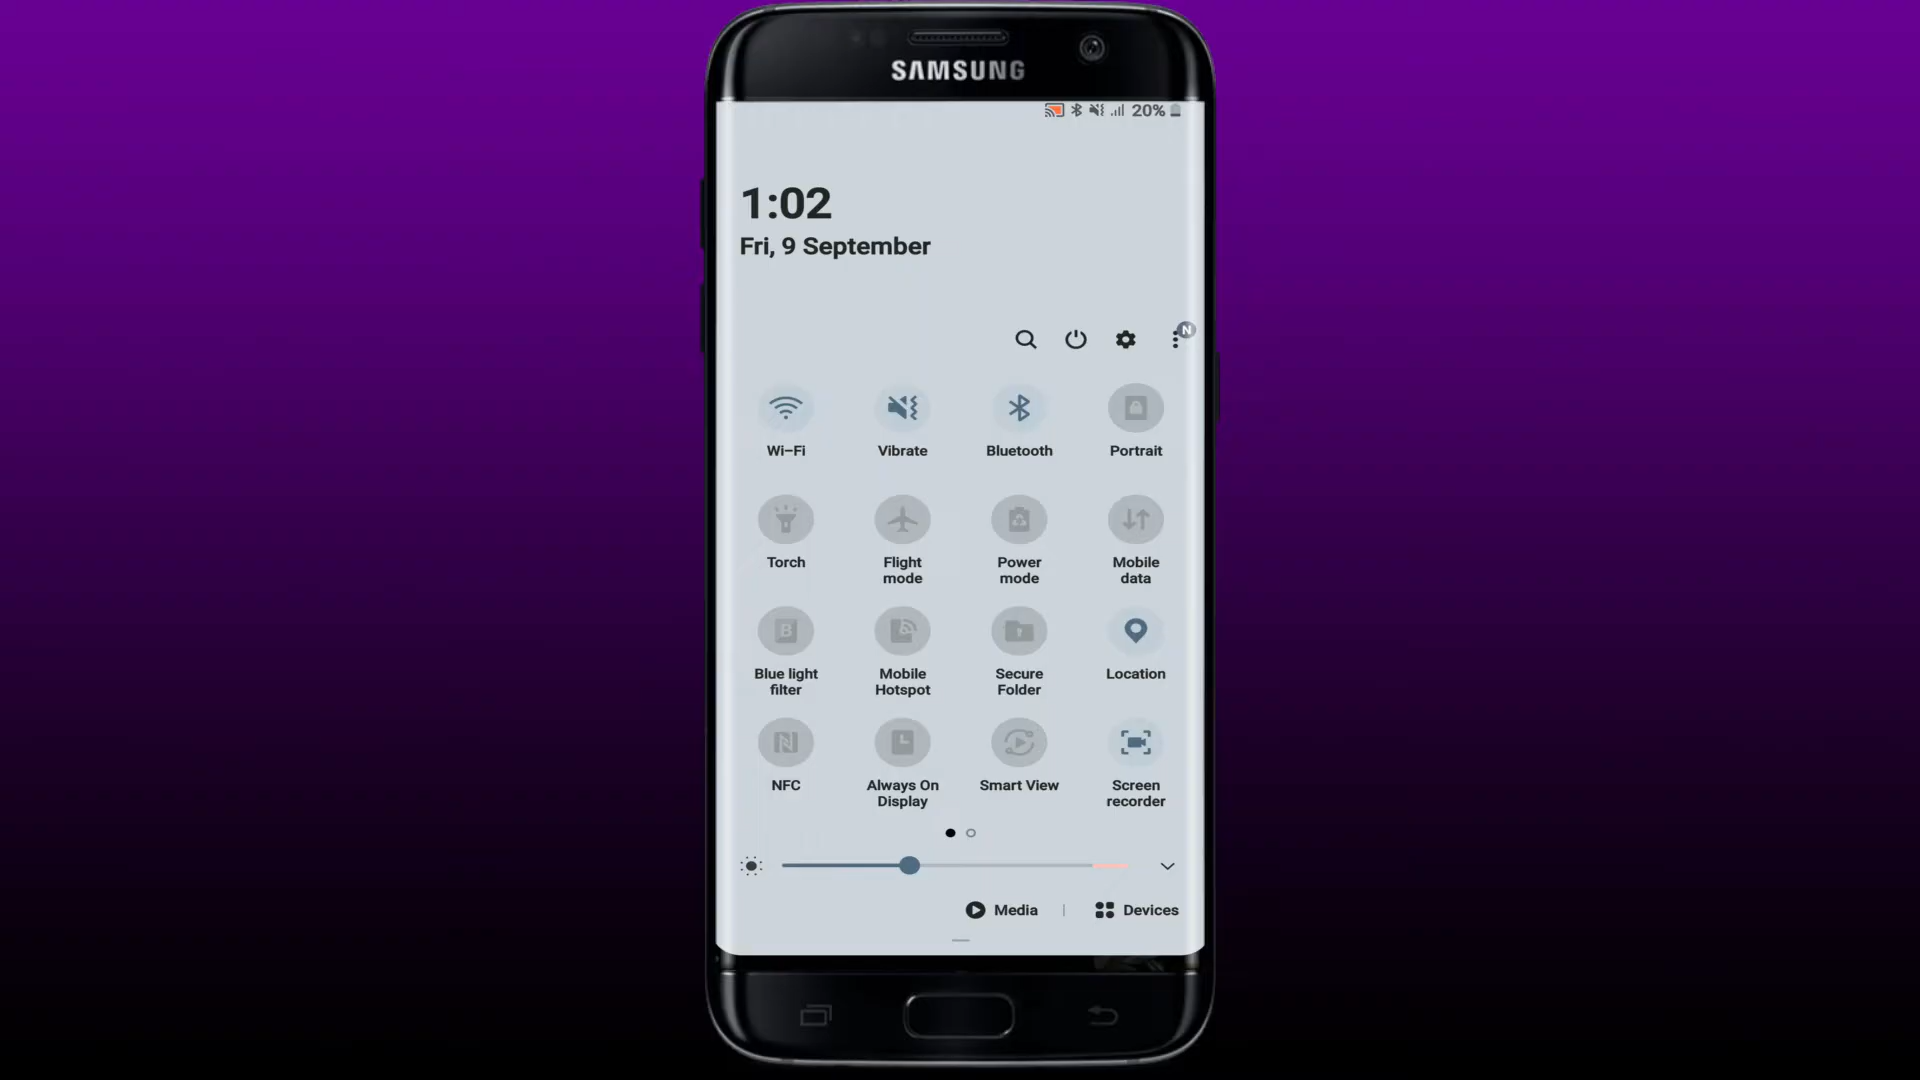 SAMSUNG
20%
1:02
Fri, 9 September
N
Wi-Fi
Vibrate
Bluetooth
Portrait
Torch
Flight
mode
Power
mode
Mobile
data
B
Blue light
filter
Mobile
Hotspot
Secure
Folder
Location
NFC
Always On
Display
Smart View
Screen
recorder
Media
Devices